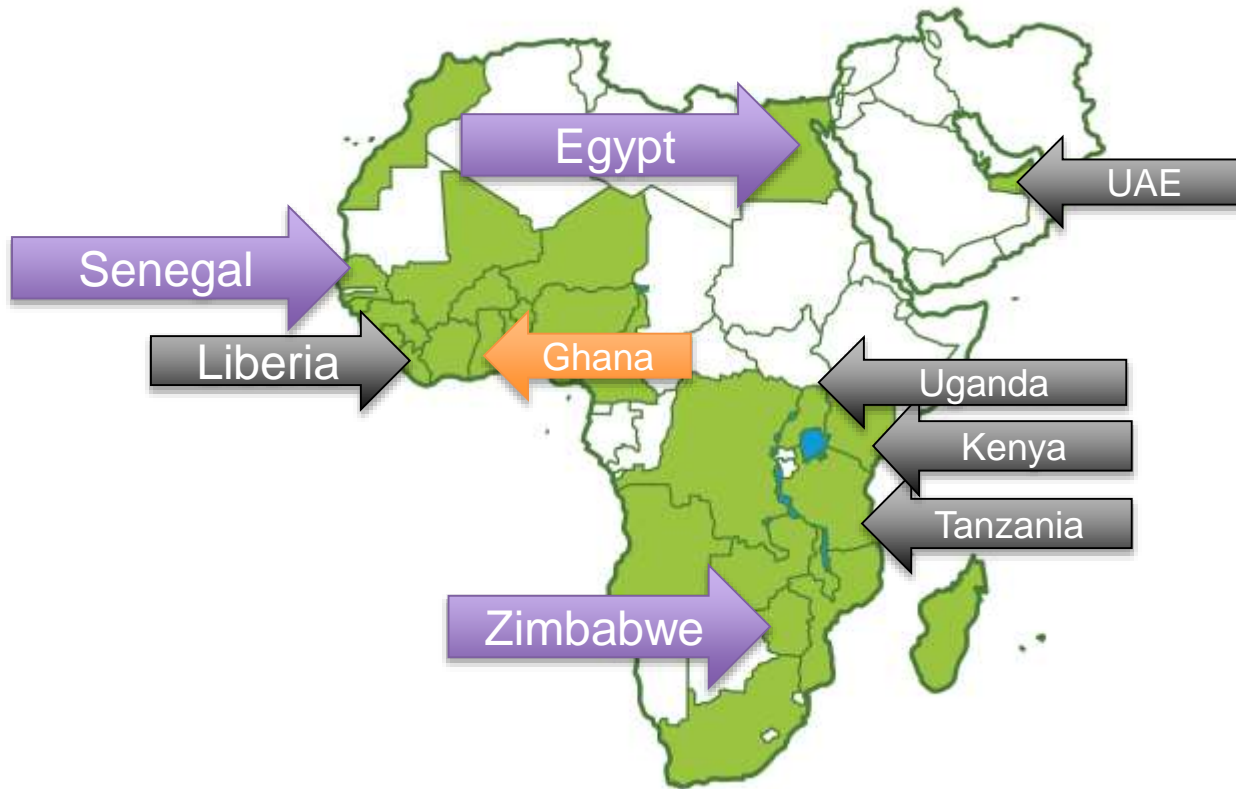 Egypt
UAE
Senegal
Liberia
Ghana
Uganda
Kenya
Tanzania
Zimbabwe